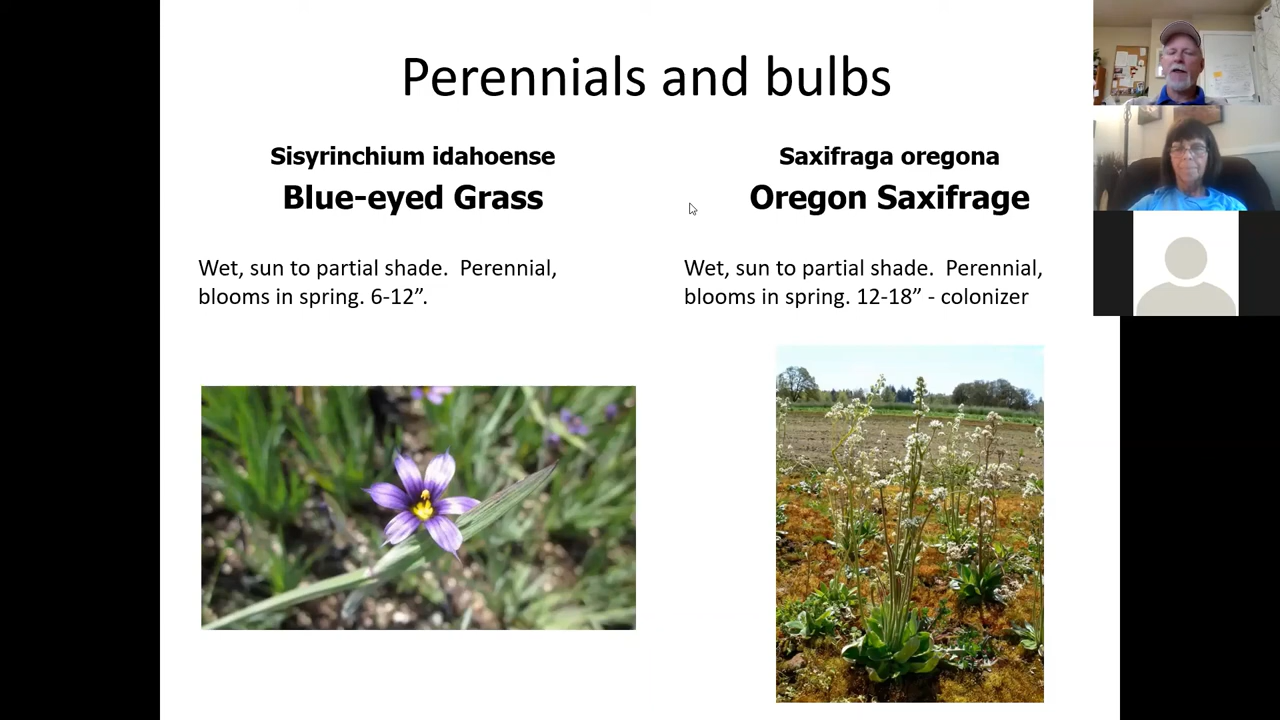 Perennials and bulbs
Sisyrinchium idahoense
Blue-eyed Grass
Wet, sun to partial shade.  Perennial,
blooms in spring. 6-12”.
Saxifraga oregona
Oregon Saxifrage
Wet, sun to partial shade.  Perennial,
blooms in spring. 12-18” - colonizer